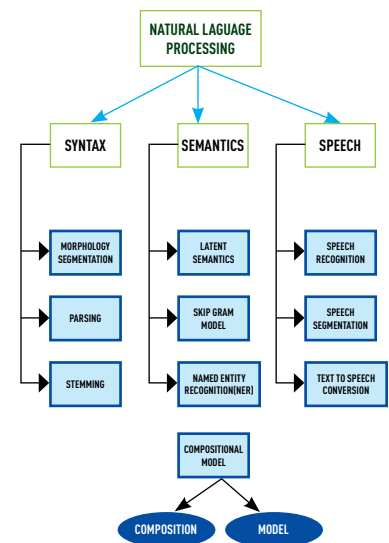 NATURAL LAGUAGE
PROCESSING
SYNTAX
SEMANTICS
SPEECH
MORPHOLOGY
SEGMENTATION
LATENT
SEMANTICS
SPEECH
RECOGNITION
PARSING
SKIP GRAM
MODEL
SPEECH
SEGMENTATION
STEMMING
NAMED ENTITY
RECOGNITION(NER)
TEXT TO SPEECH
CONVERSION
COMPOSITIONAL
MODEL
COMPOSITION
MODEL